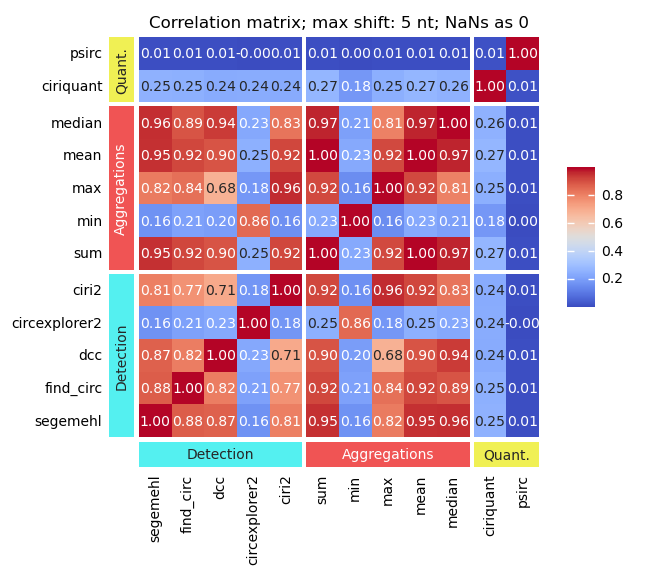 Correlation matrix; max shift: 5 nt; NaNs as 0
psirc Quant. 0.01 0.01 0.01 -0.00 0.01 0.01 0.00 0.01 0.01 0.01 0.01 1.00
ciriquant 0.25 0.25 0.24 0.24 0.24 0.27 0.18 0.25 0.27 0.26 1.00 0.01
median Aggregations 0.96 0.89 0.94 0.23 0.83 0.97 0.21 0.81 0.97 1.00 0.26 0.01
mean 0.95 0.92 0.90 0.25 0.92 1.00 0.23 0.92 1.00 0.97 0.27 0.01
max 0.82 0.84 0.68 0.18 0.96 0.92 0.16 1.00 0.92 0.81 0.25 0.01
min 0.16 0.21 0.20 0.86 0.16 0.23 1.00 0.16 0.23 0.21 0.18 0.00
sum 0.95 0.92 0.90 0.25 0.92 1.00 0.23 0.92 1.00 0.97 0.27 0.01
ciri2 Detection 0.81 0.77 0.71 0.18 1.00 0.92 0.16 0.96 0.92 0.83 0.24 0.01
circexplorer2 0.16 0.21 0.23 1.00 0.18 0.25 0.86 0.18 0.25 0.23 0.24 -0.00
dcc 0.87 0.82 1.00 0.23 0.71 0.90 0.20 0.68 0.90 0.94 0.24 0.01
find_circ 0.88 1.00 0.82 0.21 0.77 0.92 0.21 0.84 0.92 0.89 0.25 0.01
segemehl 1.00 0.88 0.87 0.16 0.81 0.95 0.16 0.82 0.95 0.96 0.25 0.01
Detection Aggregations Quant.
segemehl find_circ dcc circexplorer2 ciri2 sum min max mean median ciriquant psirc
0.8
0.6
0.4
0.2